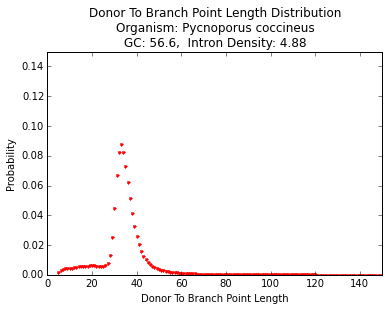 Donor To Branch Point Length Distribution
Organism: Pycnoporus coccineus
GC: 56.6,  Intron Density: 4.88
0.14
0.12
0.10
0.08
0.06
0.04
0.02
0.00
Probability
0 20 40 60 80 100 120 140
Donor To Branch Point Length